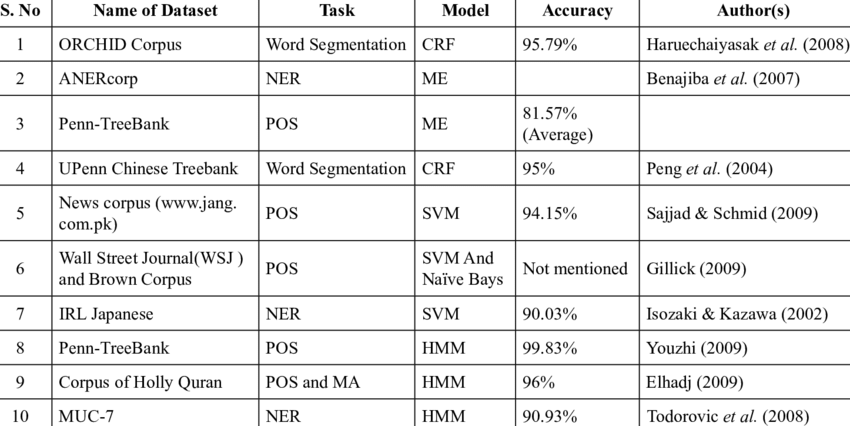 S. No Name of Dataset Task Model Accuracy Author(s)
1 ORCHID Corpus Word Segmentation CRF 95.79% Haruechaiyasak et al. (2008)
2 ANERcorp NER ME Benajiba et al. (2007)
3 Penn-TreeBank POS ME 81.57%
(Average)
4 UPenn Chinese Treebank Word Segmentation CRF 95% Peng et al. (2004)
5 News corpus (www.jang.
com.pk) POS SVM 94.15% Sajjad & Schmid (2009)
6 Wall Street Journal(WSJ )
and Brown Corpus POS SVM And
Naïve Bays Not mentioned Gillick (2009)
7 IRL Japanese NER SVM 90.03% Isozaki & Kazawa (2002)
8 Penn-TreeBank POS HMM 99.83% Youzhi (2009)
9 Corpus of Holly Quran POS and MA HMM 96% Elhadj (2009)
10 MUC-7 NER HMM 90.93% Todorovic et al. (2008)